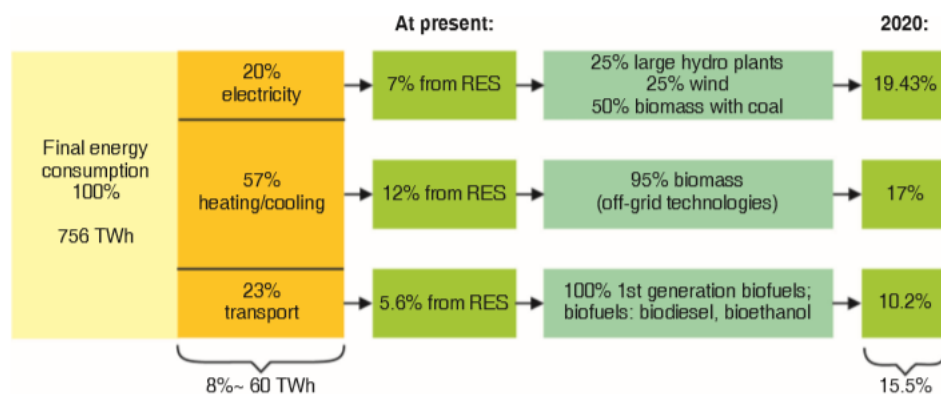 At present:
2020:
Final energy
consumption
100%
756 TWh
20%
electricity
7% from RES
25% large hydro plants
25% wind
50% biomass with coal
19.43%
57%
heating/cooling
12% from RES
95% biomass
(off-grid technologies)
17%
23%
transport
5.6% from RES
100% 1st generation biofuels;
biofuels: biodiesel, bioethanol
10.2%
8%~ 60 TWh
15.5%